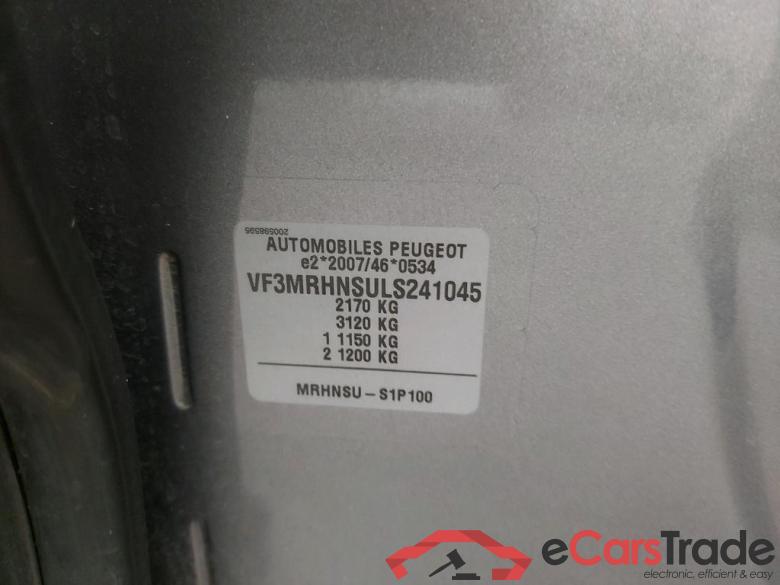 200598595
AUTOMOBILES PEUGEOT
e2*2007/46*0534
VF3MRHNSULS241045
2170 KG
3120 KG
1 1150 KG
2 1200 KG
MRHNSU – S1P100
eCarsTrade
electronic, efficient & easy